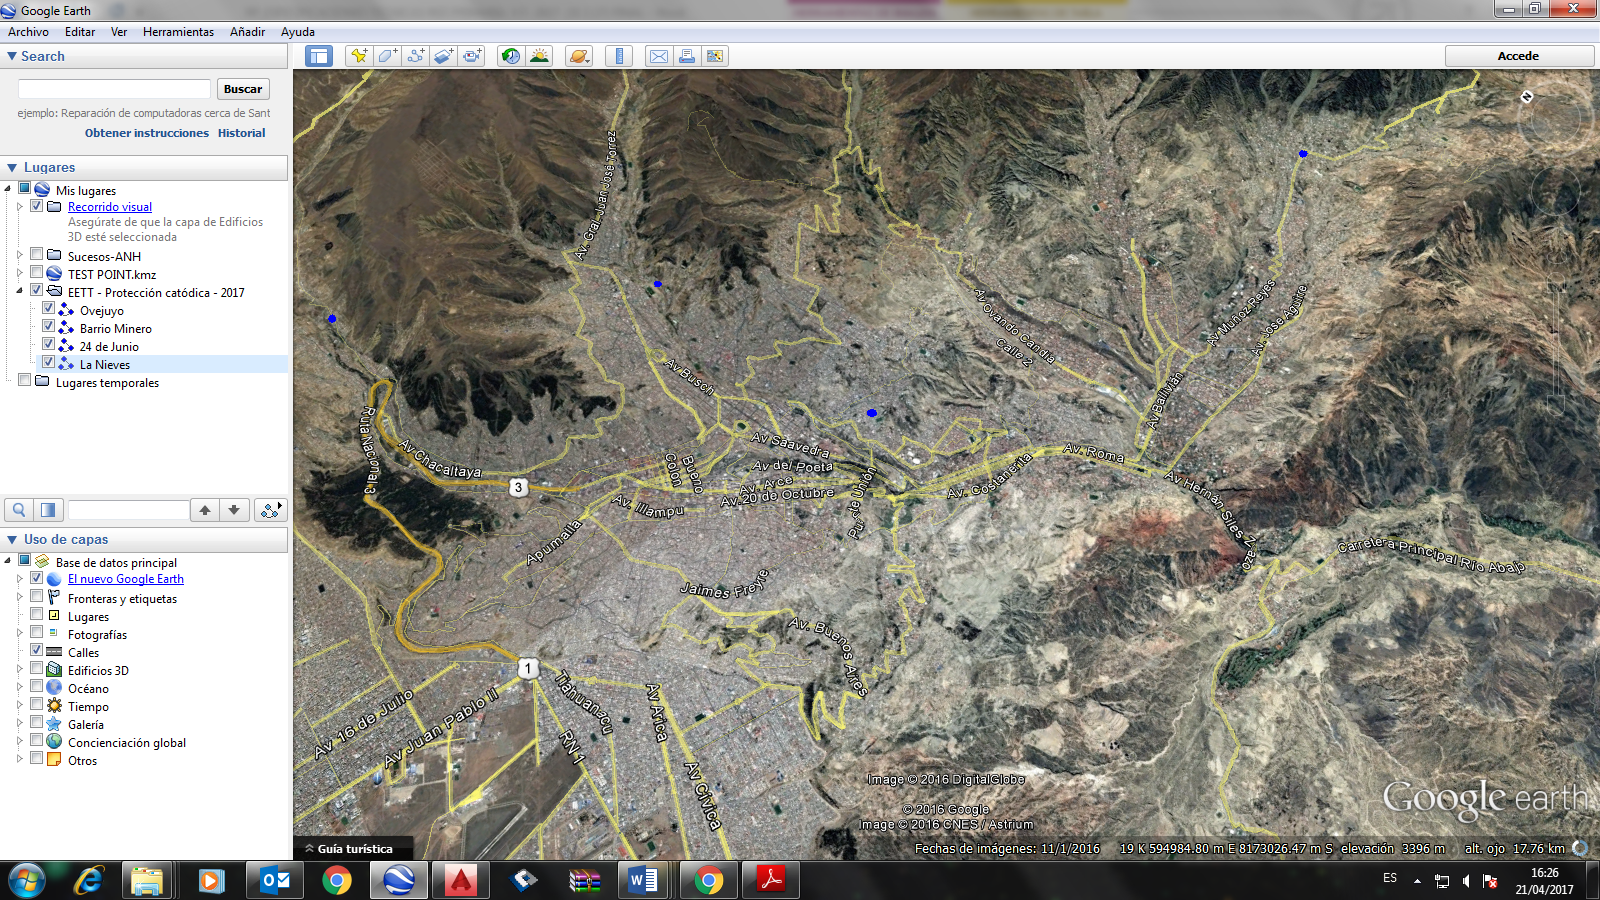 Google Earth
Archivo Editar Ver Herramientas Añadir Ayuda
Search
Buscar
ejemplo: Reparación de computadoras cerca de Sant
Obtener instrucciones Historial
Lugares
Mis lugares
Recorrido visual
Asegúrate de que la capa de Edificios
3D esté seleccionada
Sucesos-ANH
TEST POINT.kmz
EETT - Protección catódica - 2017
Ovejuyo
Barrio Minero
24 de Junio
La Nieves
Lugares temporales
Uso de capas
Base de datos principal
El nuevo Google Earth
Fronteras y etiquetas
Lugares
Fotografías
Calles
Edificios 3D
Océano
Tiempo
Galería
Concienciación global
Otros
Accede
N
Av. Gral. Juan José Torrez
Av Ovando Candia
Calle 2
Av Muñoz Reyes
Av. Jose Aguirre
Av Ballivián
Av Busch
Ruta Nacional 3
Av Chacaltaya
3
Colon
Bueno
Av Saavedra
Av del Poeta
Av. Arce
Av. 20 de Octubre
Av. Illampu
Apumalla
Av. Roma
Av. Costanerita
Av Hernán Siles Zuazo
Carretera Principal Río Abajo
Jaimes Freyre
Av. Buenos Aires
1
Tiahuanacu
Av 16 de Julio
Av Juan Pablo II
RN 1
Av Arica
Av Cívica
Image © 2016 DigitalGlobe
© 2016 Google
Image © 2016 CNES / Astrium
Google earth
Guía turística
Fechas de imágenes: 11/1/2016 19 K 594984.80 m E 8173026.47 m S elevación 3396 m alt. ojo 17.76 km
ES
16:26
21/04/2017